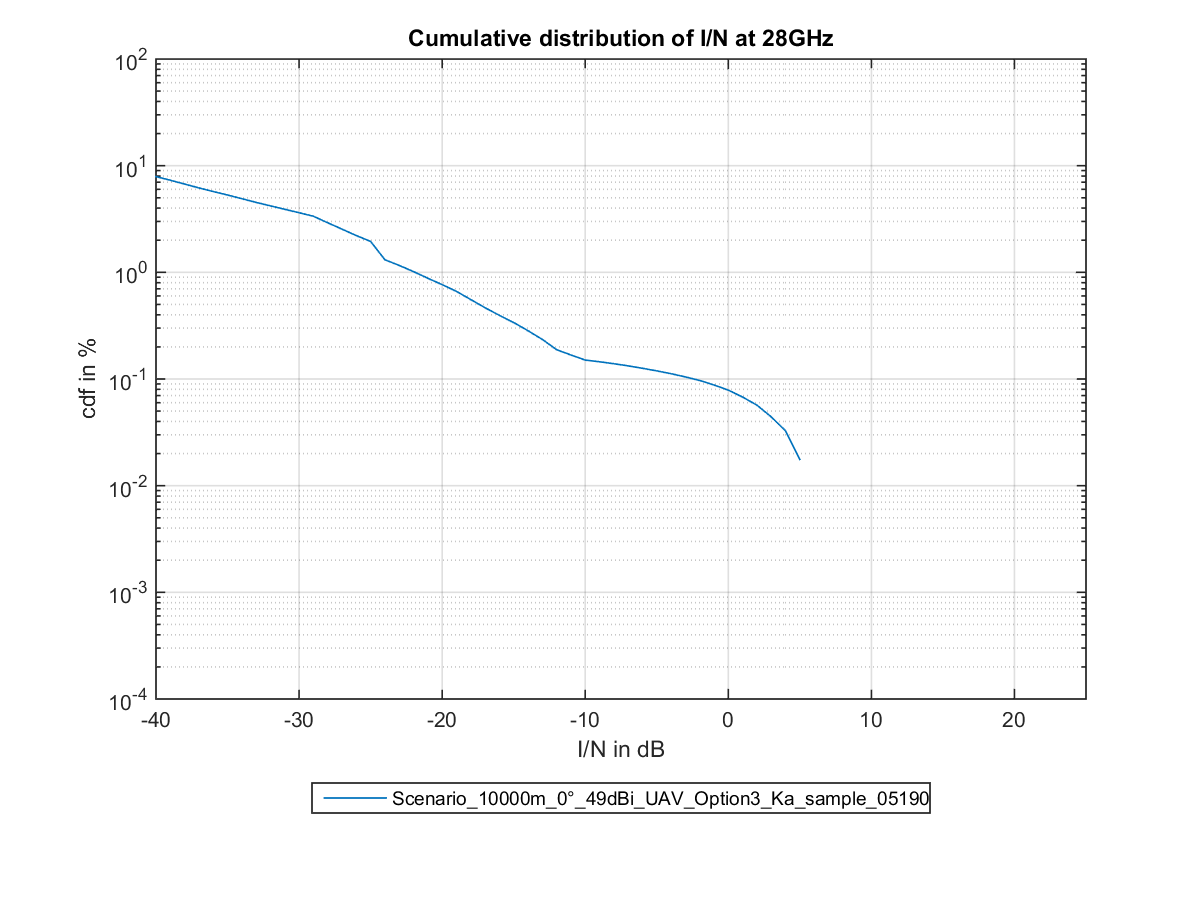 Cumulative distribution of I/N at 28GHz
10^2
10^1
10^0
10^-1
10^-2
10^-3
10^-4
cdf in %
-40 -30 -20 -10 0 10 20
I/N in dB
Scenario_10000m_0°_49dBi_UAV_Option3_Ka_sample_05190